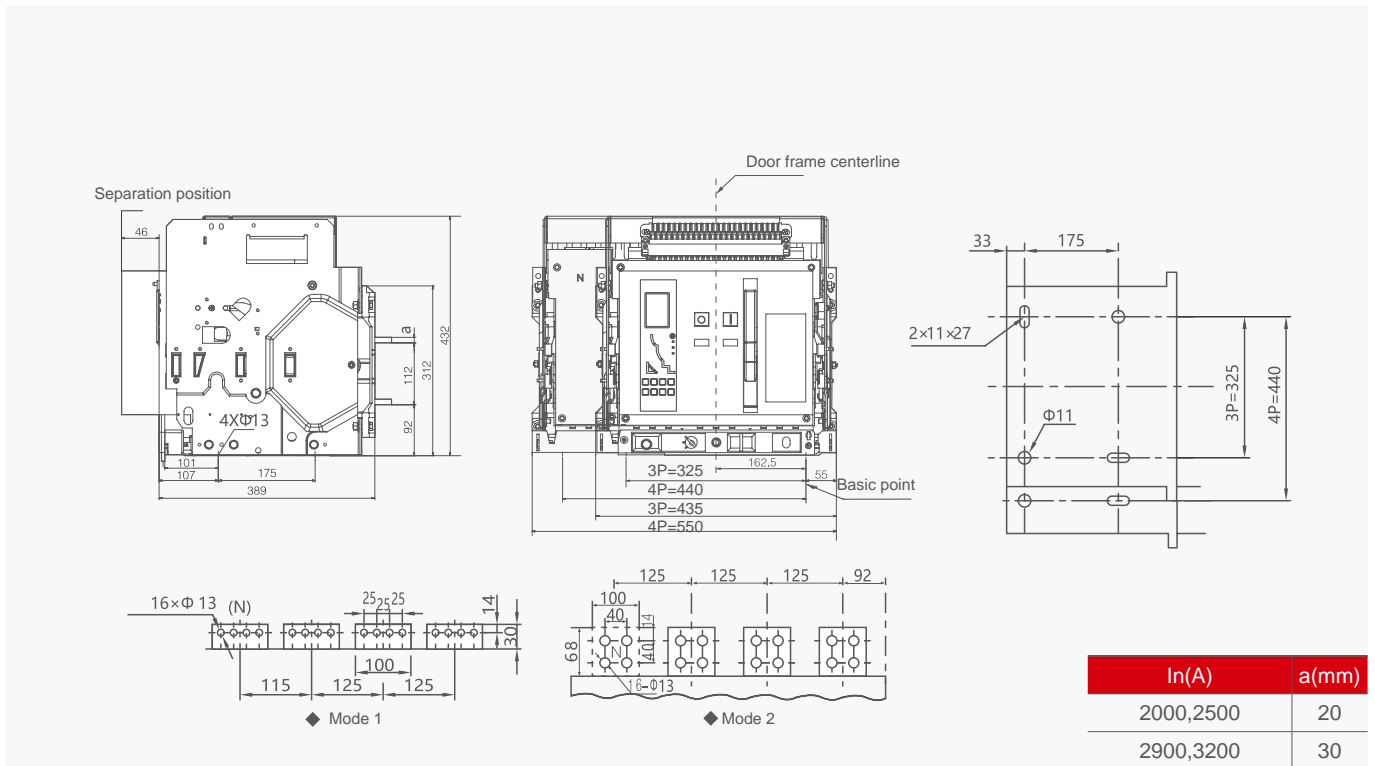 Door frame centerline
Separation position
46
a
432
312
112
92
4XΦ13
101
107
175
389
N
162.5
55
3P=325
4P=440
Basic point
3P=435
4P=550
33
175
2×11×27
3P=325
4P=440
Φ11
16×Φ 13
(N)
25 25 25
14
30
100
115
125
125
◆ Mode 1
125
125
125
92
100
40
14
68
N
40
16-Φ13
◆ Mode 2
In(A) a(mm)
2000,2500 20
2900,3200 30